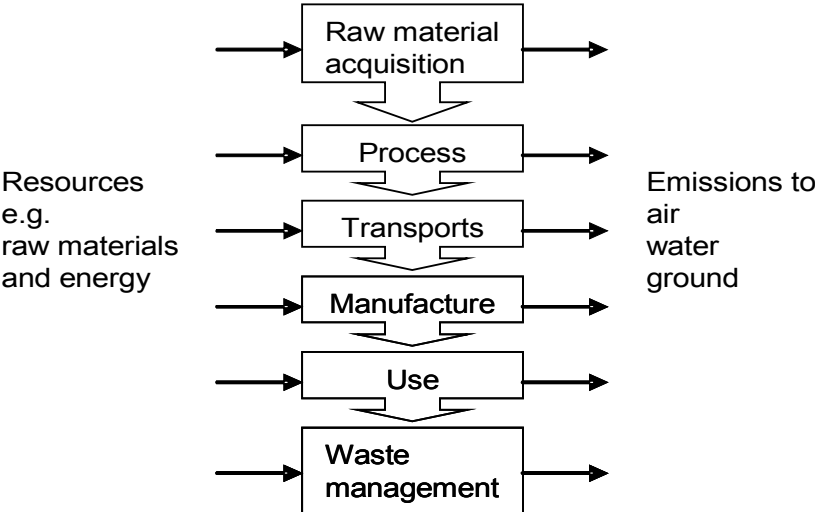 Raw material
acquisition
Process
Resources
e.g.
raw materials
and energy
Emissions to
air
water
ground
Transports
Manufacture
Use
Waste
management